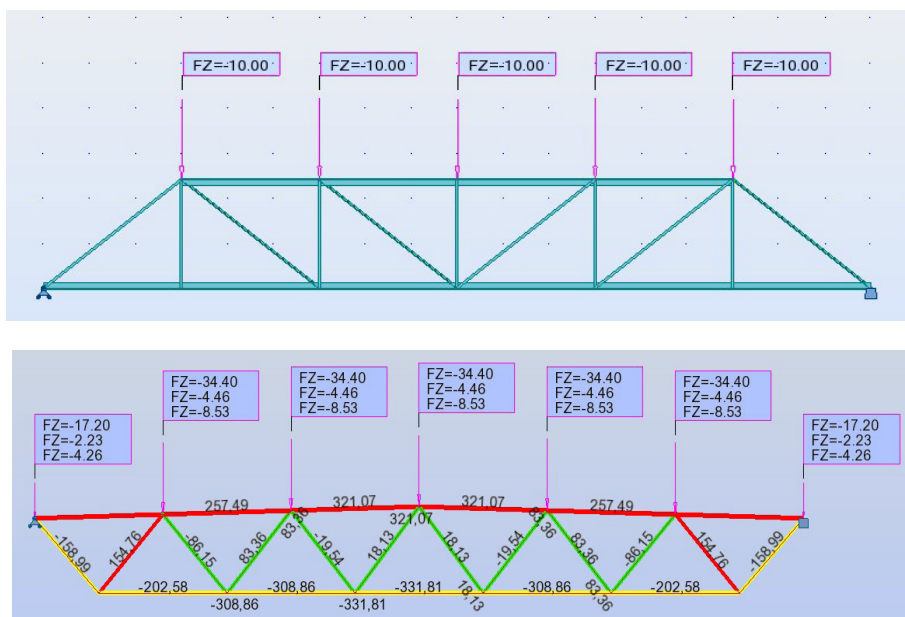 FZ=-10.00
FZ=-10.00
FZ=-10.00
FZ=-10.00
FZ=-10.00
FZ=-17.20
FZ=-2.23
FZ=-4.26
FZ=-34.40
FZ=-4.46
FZ=-8.53
FZ=-34.40
FZ=-4.46
FZ=-8.53
FZ=-34.40
FZ=-4.46
FZ=-8.53
FZ=-34.40
FZ=-4.46
FZ=-8.53
FZ=-34.40
FZ=-4.46
FZ=-8.53
FZ=-17.20
FZ=-2.23
FZ=-4.26
257,49
321,07
321,07
257,49
321,07
-158,99
154,76
-86,15
83,36
83,36
-19,54
18,13
18,13
-19,54
83,36
83,36
-86,15
154,76
-158,99
-202,58
-308,86
-331,81
18,13
-308,86
83,36
-202,58
-308,86
-331,81